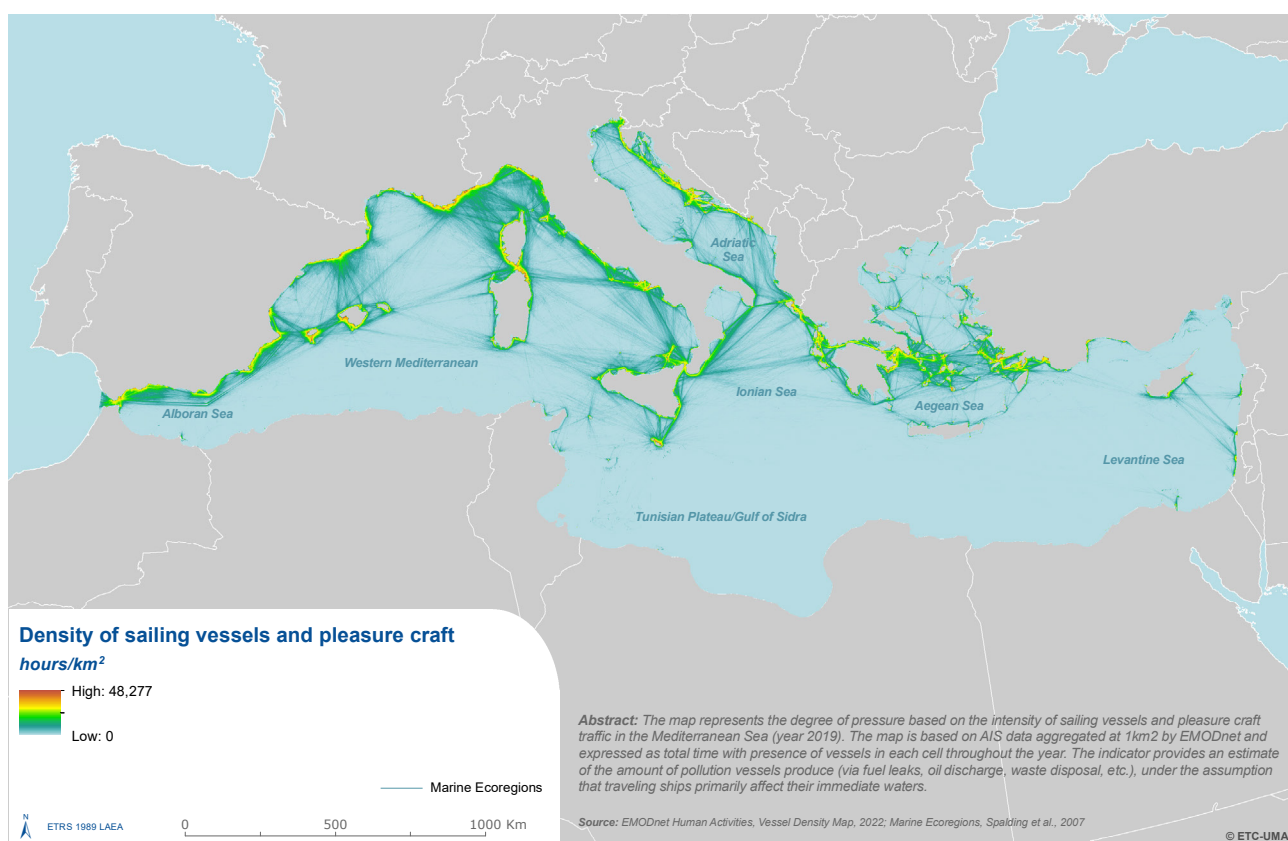 Adriatic
Sea
Western Mediterranean
Ionian Sea
Alboran Sea
Aegean Sea
Levantine Sea
Tunisian Plateau/Gulf of Sidra
Density of sailing vessels and pleasure craft
hours/km²
High: 48,277
Low: 0
Marine Ecoregions
N
ETRS 1989 LAEA
0 500 1000 Km
Abstract: The map represents the degree of pressure based on the intensity of sailing vessels and pleasure craft
traffic in the Mediterranean Sea (year 2019). The map is based on AIS data aggregated at 1km2 by EMODnet and
expressed as total time with presence of vessels in each cell throughout the year. The indicator provides an estimate
of the amount of pollution vessels produce (via fuel leaks, oil discharge, waste disposal, etc.), under the assumption
that traveling ships primarily affect their immediate waters.
Source: EMODnet Human Activities, Vessel Density Map, 2022; Marine Ecoregions, Spalding et al., 2007
© ETC-UMA